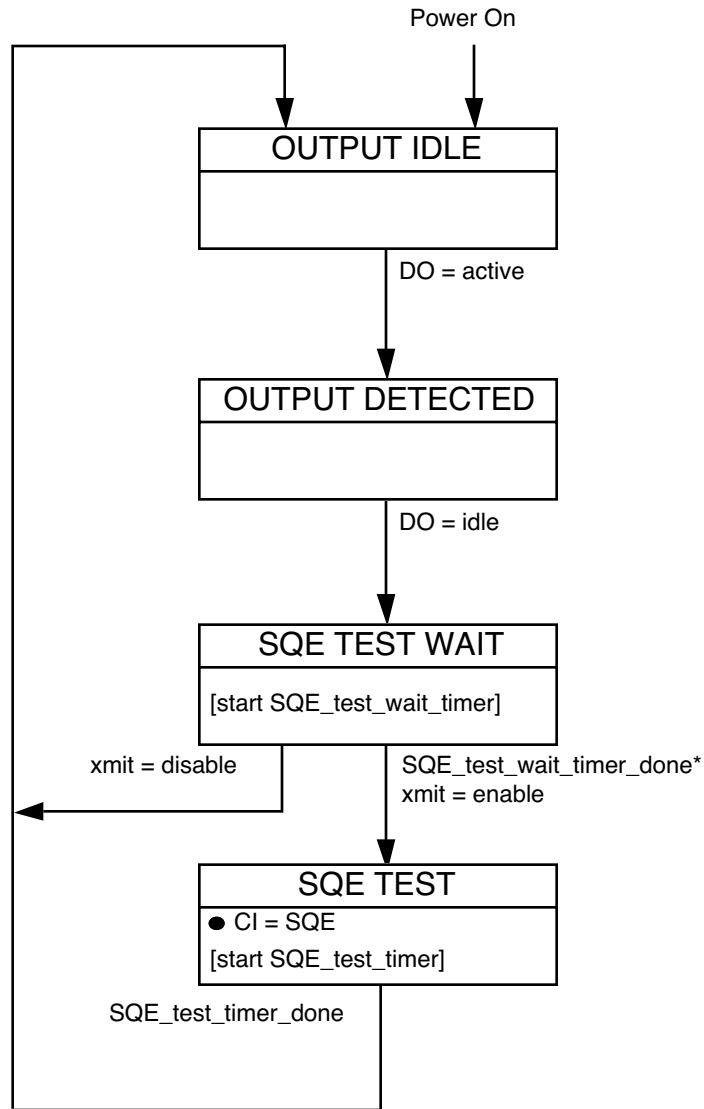 Power On
OUTPUT IDLE
DO = active
OUTPUT DETECTED
DO = idle
SQE TEST WAIT
[start SQE_test_wait_timer]
xmit = disable
SQE_test_wait_timer_done*
xmit = enable
SQE TEST
● CI = SQE
[start SQE_test_timer]
SQE_test_timer_done